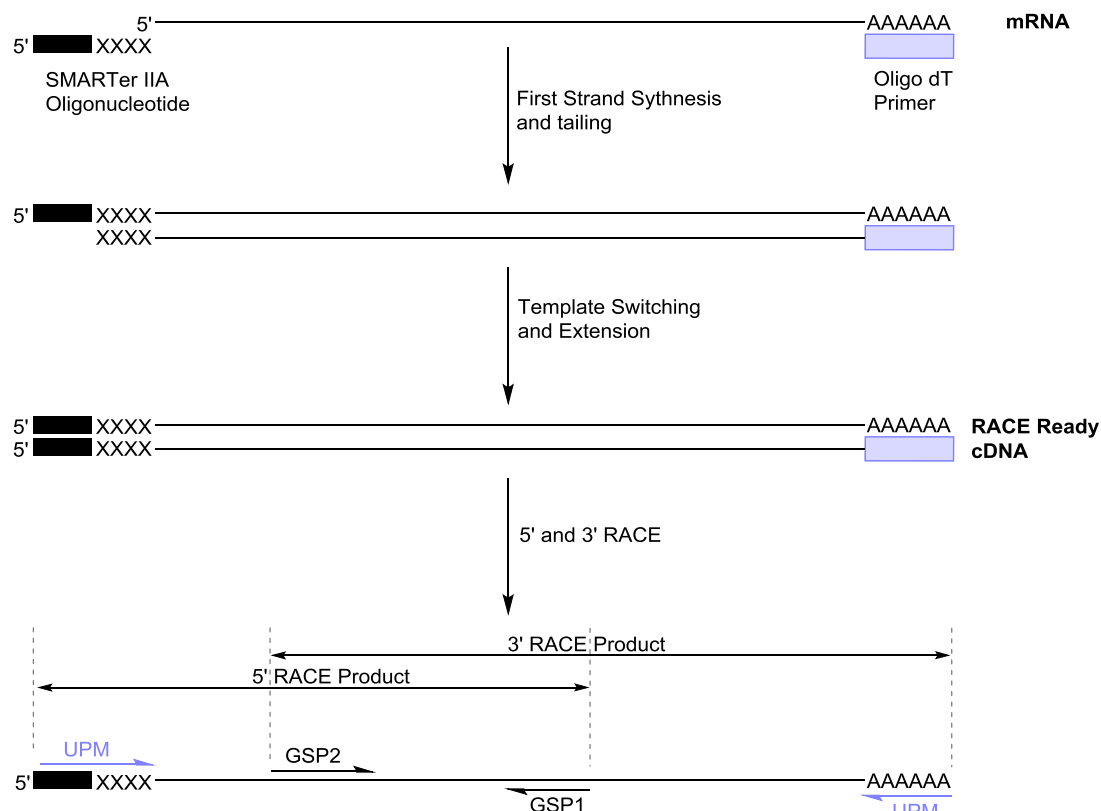 5' AAAAAA mRNA
5' XXXX
SMARTer IIA
Oligonucleotide
Oligo dT
Primer
First Strand Sythnesis
and tailing
5' XXXX AAAAAA
XXXX
Template Switching
and Extension
5' XXXX AAAAAA RACE Ready
5' XXXX cDNA
5' and 3' RACE
3' RACE Product
5' RACE Product
UPM
GSP2
5' XXXX AAAAAA
GSP1
UPM